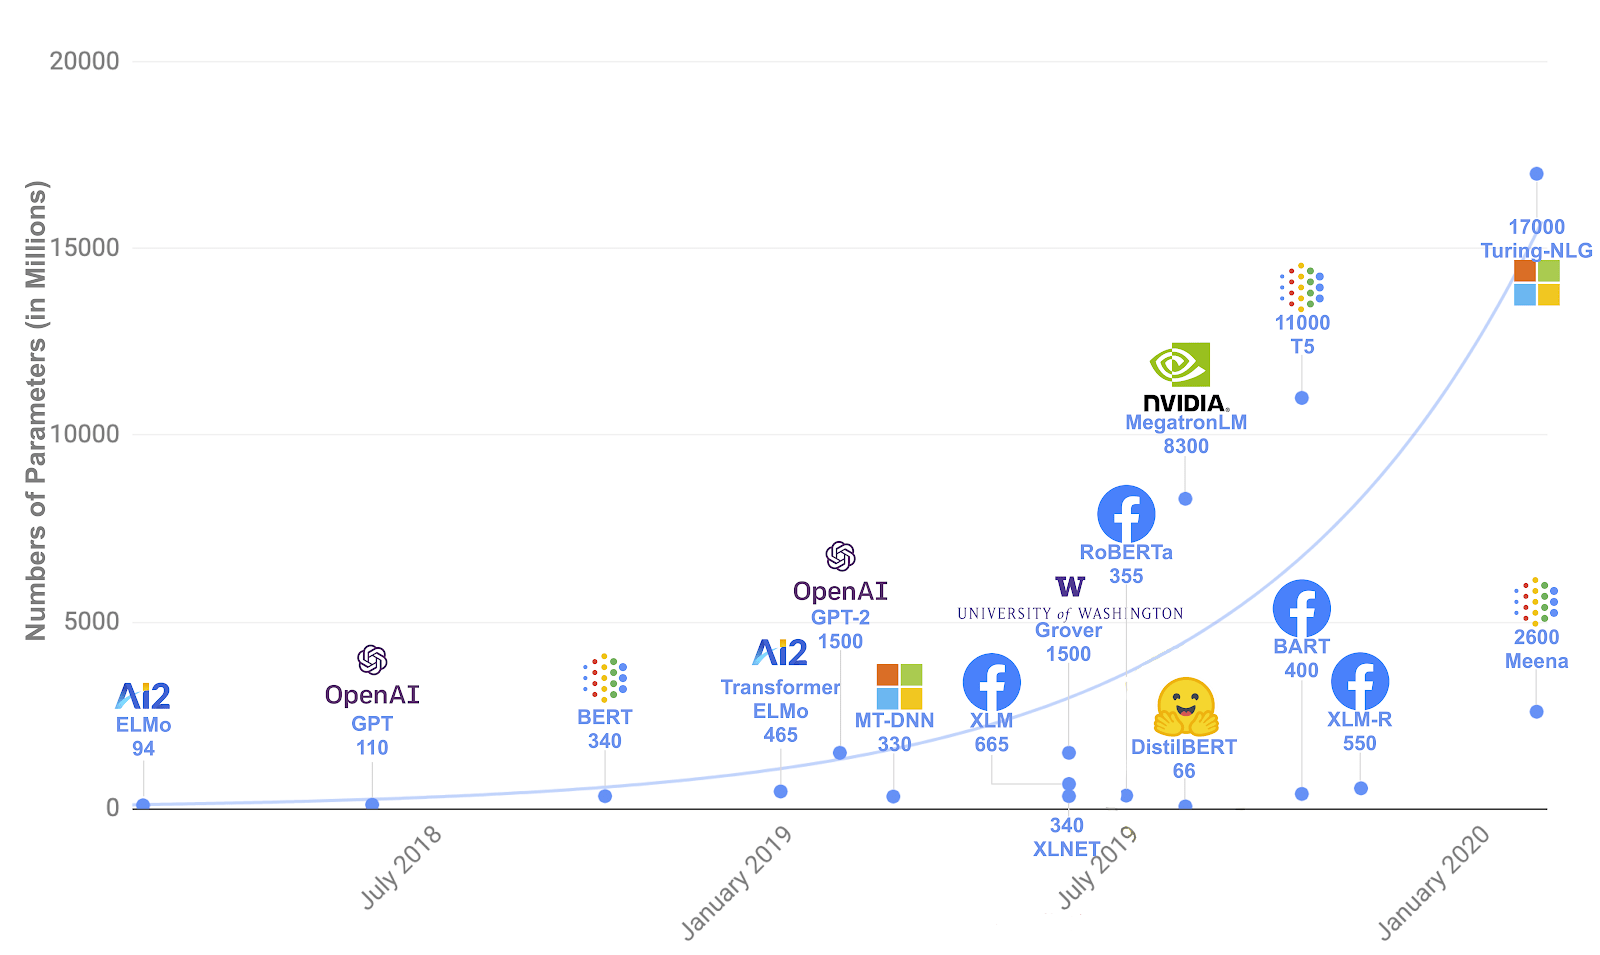 Numbers of Parameters (in Millions)
20000
15000
10000
5000
0
Ai2
ELMo
94
OpenAI
GPT
110
BERT
340
Ai2
Transformer
ELMo
465
OpenAI
GPT-2
1500
MT-DNN
330
XLM
665
W
UNIVERSITY of WASHINGTON
Grover
1500
340
XLNET
RoBERTa
355
NVIDIA
MegatronLM
8300
DistilBERT
66
11000
T5
BART
400
XLM-R
550
17000
Turing-NLG
2600
Meena
July 2018
January 2019
July 2019
January 2020